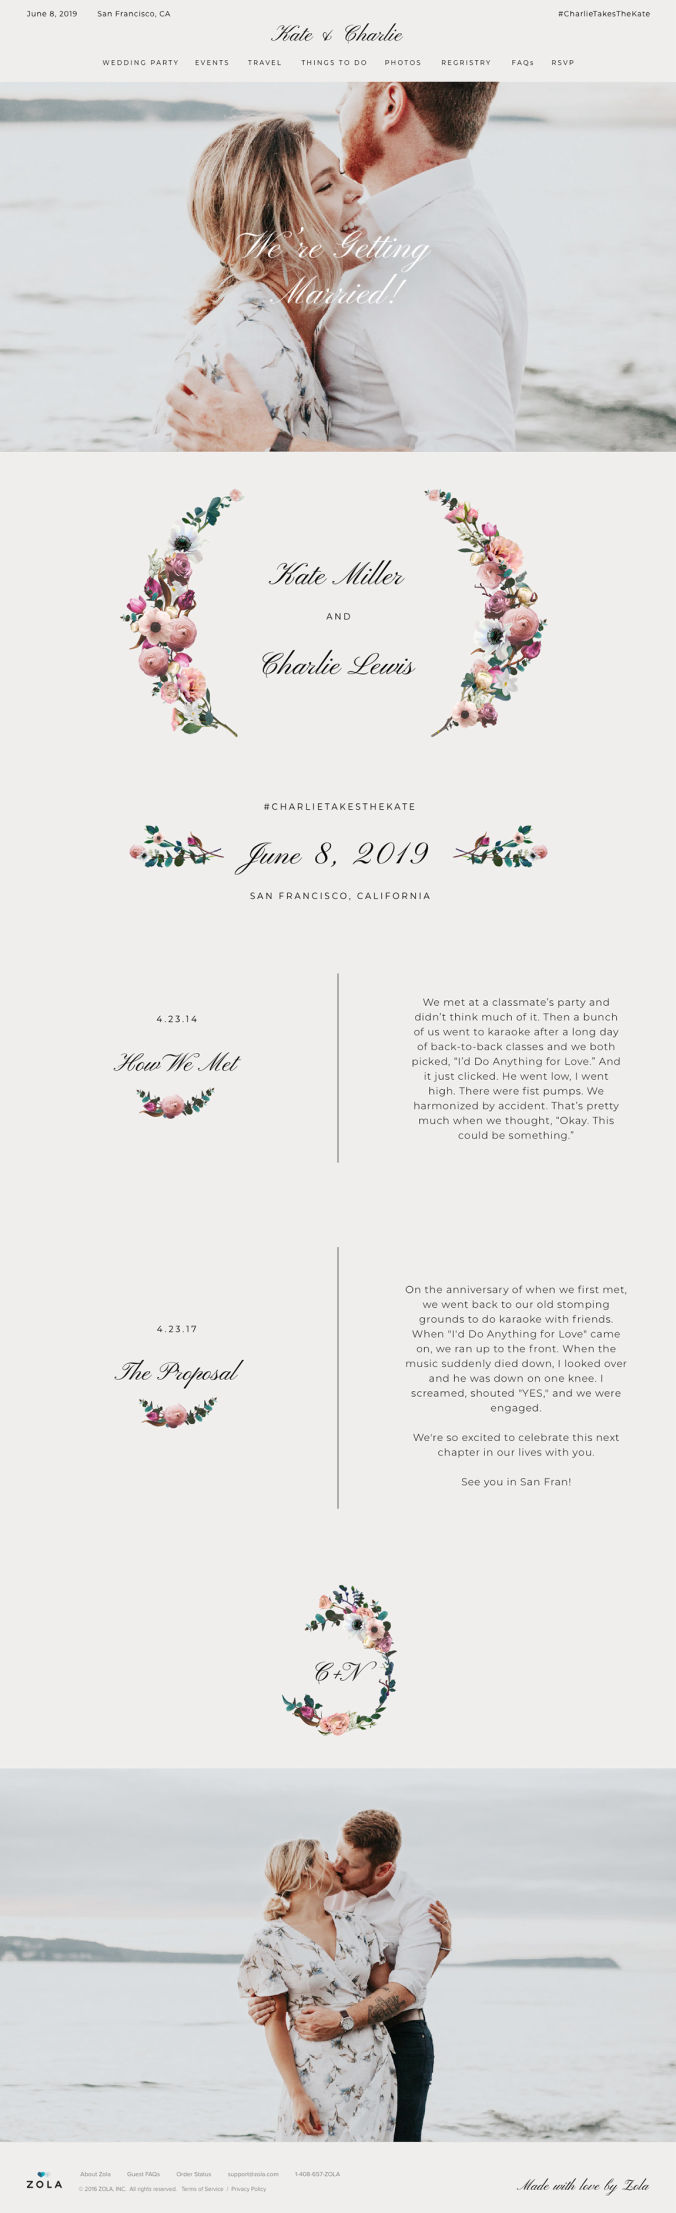 June 8, 2019 San Francisco, CA #CharlieTakesTheKate
Kate & Charlie
WEDDING PARTY EVENTS TRAVEL THINGS TO DO PHOTOS REGRISTRY FAQs RSVP
We're Getting
Married!
Kate Miller
AND
Charlie Lewis
#CHARLIETAKESTHEKATE
June 8, 2019
SAN FRANCISCO, CALIFORNIA
4.23.14
How We Met
We met at a classmate’s party and
didn’t think much of it. Then a bunch
of us went to karaoke after a long day
of back-to-back classes and we both
picked, “I’d Do Anything for Love.” And
it just clicked. He went low, I went
high. There were fist pumps. We
harmonized by accident. That’s pretty
much when we thought, “Okay. This
could be something.”
4.23.17
The Proposal
On the anniversary of when we first met,
we went back to our old stomping
grounds to do karaoke with friends.
When "I'd Do Anything for Love" came
on, we ran up to the front. When the
music suddenly died down, I looked over
and he was down on one knee. I
screamed, shouted "YES," and we were
engaged.
We're so excited to celebrate this next
chapter in our lives with you.
See you in San Fran!
C+N
ZOLA
About Zola Guest FAQs Order Status support@zola.com 1-408-657-ZOLA
© 2016 ZOLA, INC. All rights reserved. Terms of Service / Privacy Policy
Made with love by Zola